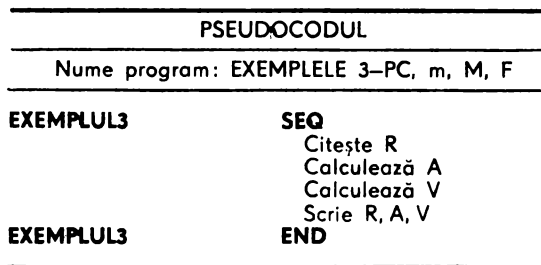 PSEUDOCODUL
Nume program: EXEMPLELE 3–PC, m, M, F
EXEMPLUL3 SEQ
Citește R
Calculează A
Calculează V
Scrie R, A, V
EXEMPLUL3 END